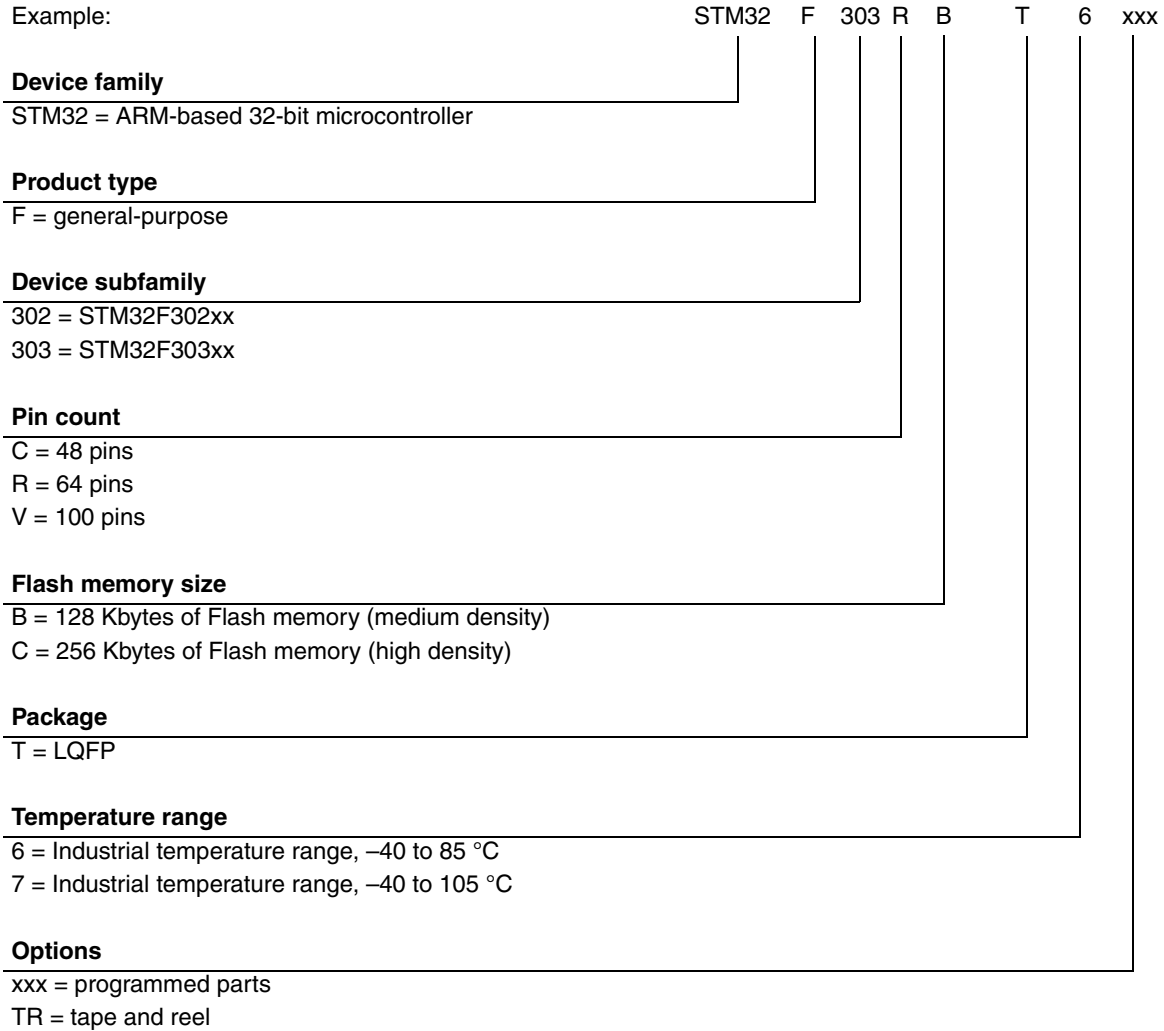 Example: STM32 F 303 R B T 6 xxx
Device family
STM32 = ARM-based 32-bit microcontroller
Product type
F = general-purpose
Device subfamily
302 = STM32F302xx
303 = STM32F303xx
Pin count
C = 48 pins
R = 64 pins
V = 100 pins
Flash memory size
B = 128 Kbytes of Flash memory (medium density)
C = 256 Kbytes of Flash memory (high density)
Package
T = LQFP
Temperature range
6 = Industrial temperature range, –40 to 85 °C
7 = Industrial temperature range, –40 to 105 °C
Options
xxx = programmed parts
TR = tape and reel